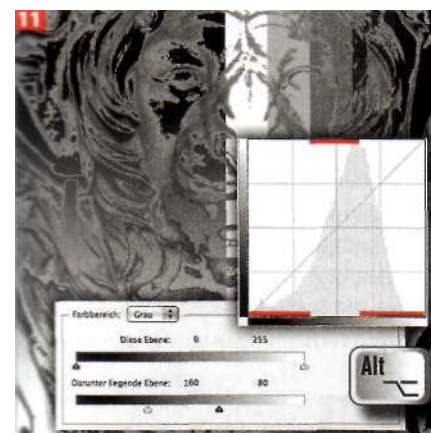 11
Farbbereich: Grau
Diese Ebene: 0 255
Darunter liegende Ebene: 160 80
Alt